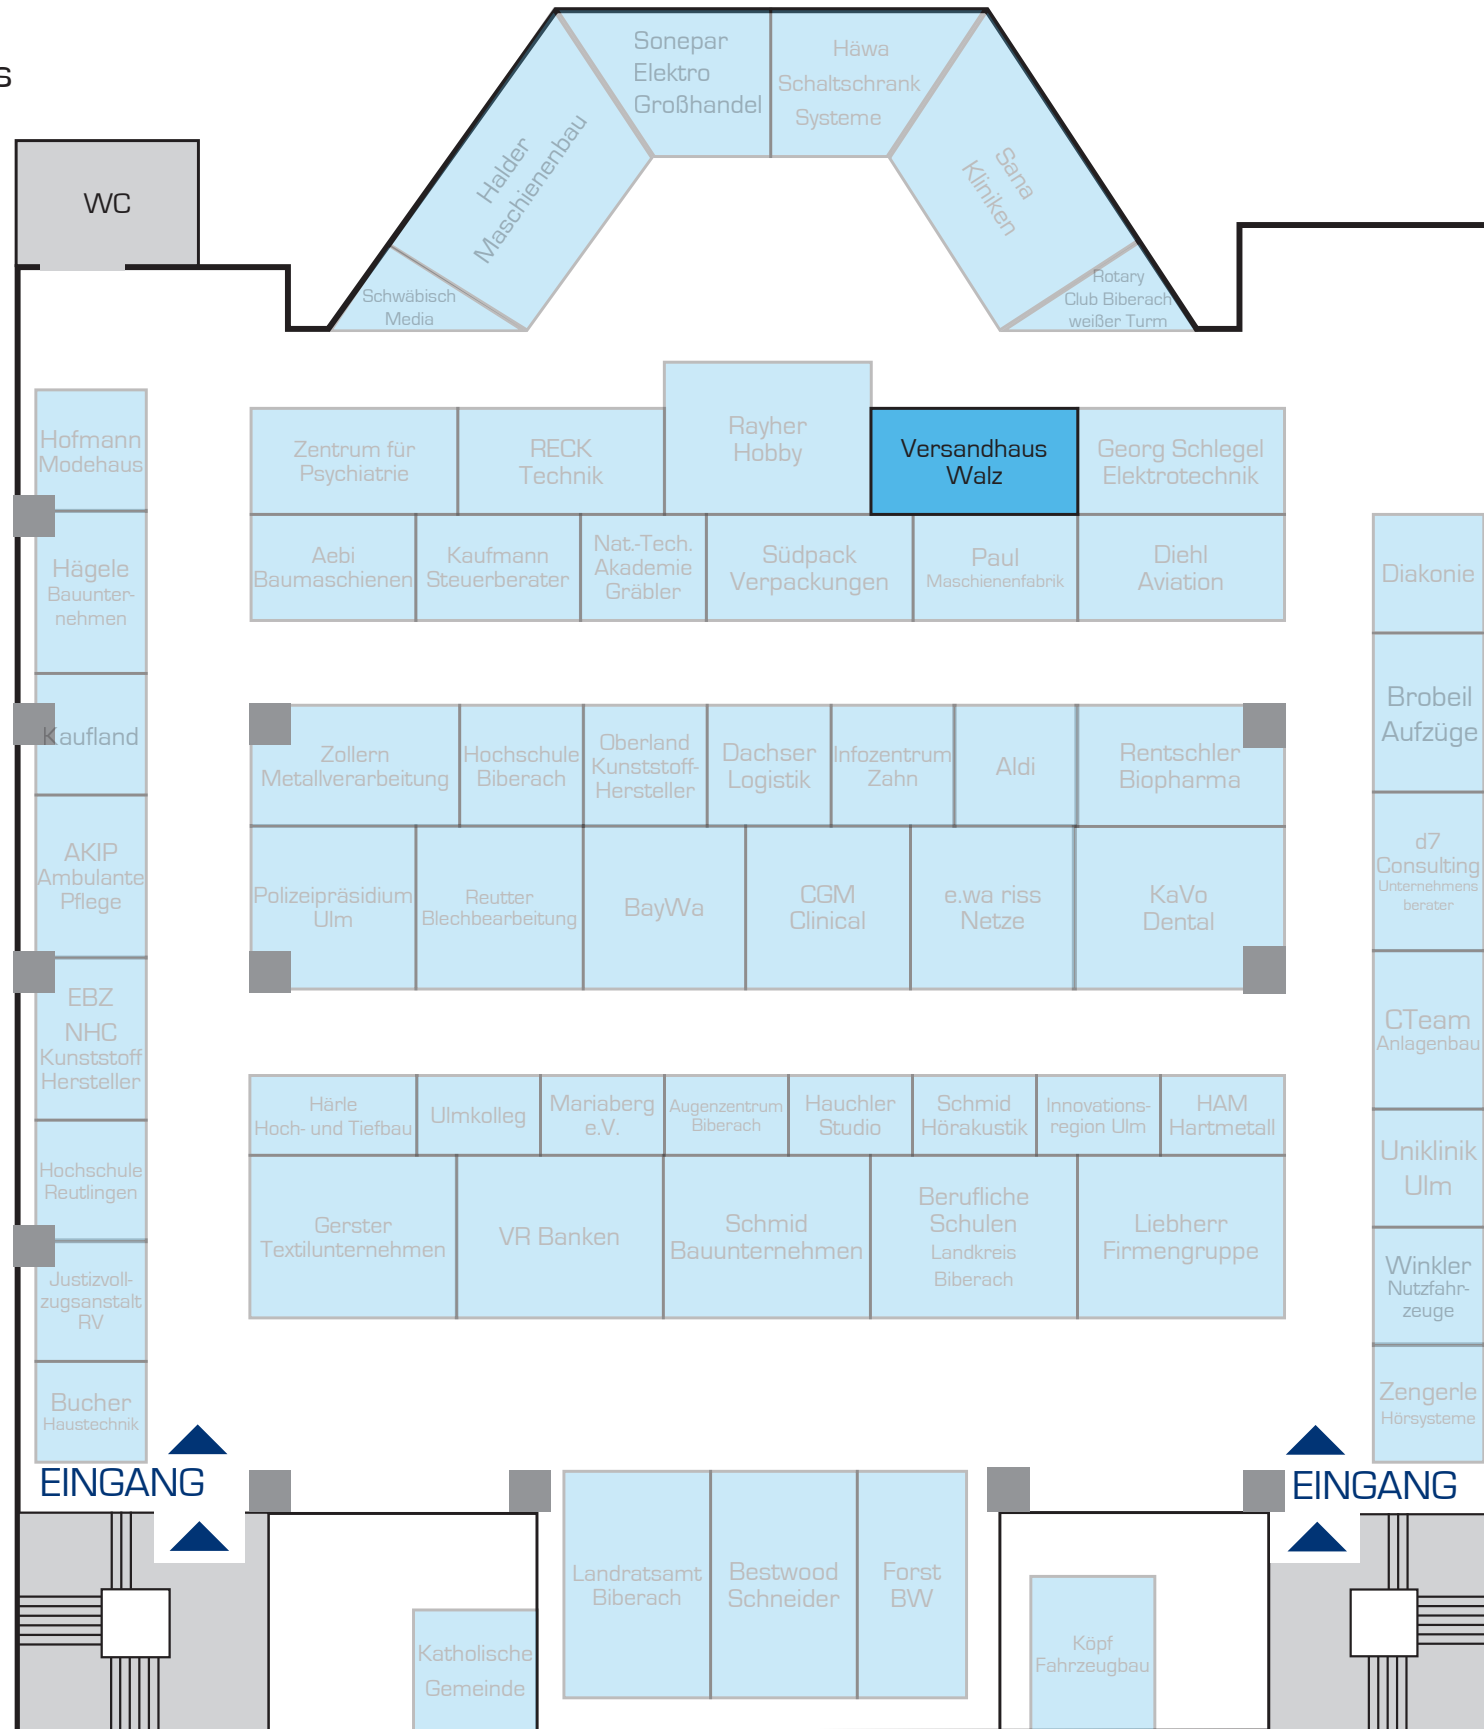 s
Sonepar
Elektro
Großhandel
Häwa
Schaltschrank
Systeme
Halder
Maschienenbau
Sana
Kliniken
WC
Schwäbisch
Media
Rotary
Club Biberach
weißer Turm
Hofmann
Modehaus
Zentrum für
Psychiatrie
RECK
Technik
Rayher
Hobby
Versandhaus
Walz
Georg Schlegel
Elektrotechnik
Hägele
Bauunter-
nehmen
Aebi
Baumaschienen
Kaufmann
Steuerberater
Nat.-Tech.
Akademie
Gräbler
Südpack
Verpackungen
Paul
Maschienenfabrik
Diehl
Aviation
Diakonie
Kaufland
Zollern
Metallverarbeitung
Hochschule
Biberach
Oberland
Kunststoff-
Hersteller
Dachser
Logistik
Infozentrum
Zahn
Aldi
Rentschler
Biopharma
Brobeil
Aufzüge
AKIP
Ambulante
Pflege
Polizeipräsidium
Ulm
Reutter
Blechbearbeitung
BayWa
CGM
Clinical
e.wa riss
Netze
KaVo
Dental
d7
Consulting
Unternehmens
berater
EBZ
NHC
Kunststoff
Hersteller
CTeam
Anlagenbau
Hochschule
Reutlingen
Härle
Hoch- und Tiefbau
Ulmkolleg
Mariaberg
e.V.
Augenzentrum
Biberach
Hauchler
Studio
Schmid
Hörakustik
Innovations-
region Ulm
HAM
Hartmetall
Uniklinik
Ulm
Justizvoll-
zugsanstalt
RV
Gerster
Textilunternehmen
VR Banken
Schmid
Bauunternehmen
Berufliche
Schulen
Landkreis
Biberach
Liebherr
Firmengruppe
Winkler
Nutzfahr-
zeuge
Bucher
Haustechnik
Zengerle
Hörsysteme
EINGANG
EINGANG
Landratsamt
Biberach
Bestwood
Schneider
Forst
BW
Katholische
Gemeinde
Köpf
Fahrzeugbau